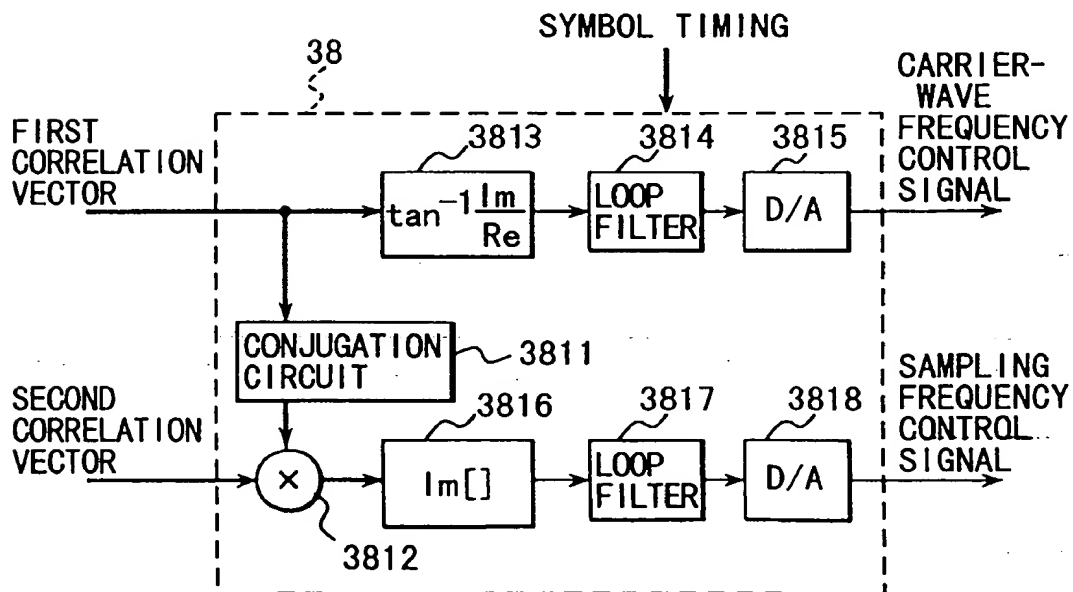 SYMBOL TIMING
38
CARRIER-
WAVE
FREQUENCY
CONTROL
SIGNAL
FIRST
CORRELATION
VECTOR
3813
3814
3815
tan⁻¹ Im
Re
LOOP
FILTER
D/A
CONJUGATION
CIRCUIT
3811
SECOND
CORRELATION
VECTOR
×
3812
3816
3817
3818
Im[]
LOOP
FILTER
D/A
SAMPLING
FREQUENCY
CONTROL
SIGNAL